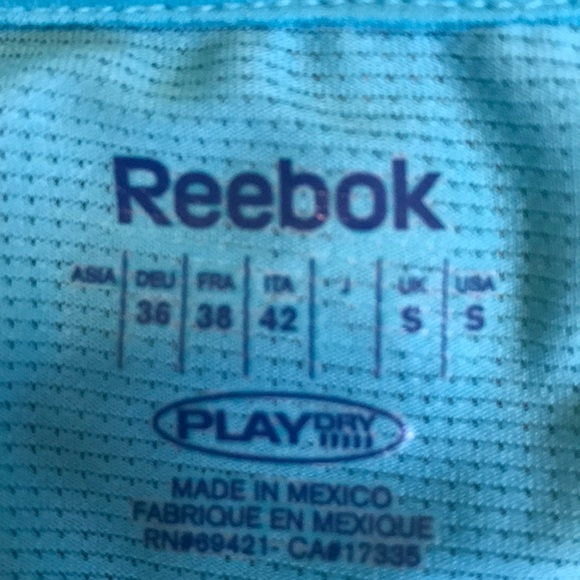 Reebok
ASIA DEU FRA ITA J UK USA
36 38 42 S S
PLAYDRY
MADE IN MEXICO
FABRIQUE EN MEXIQUE
RN#69421- CA#17335